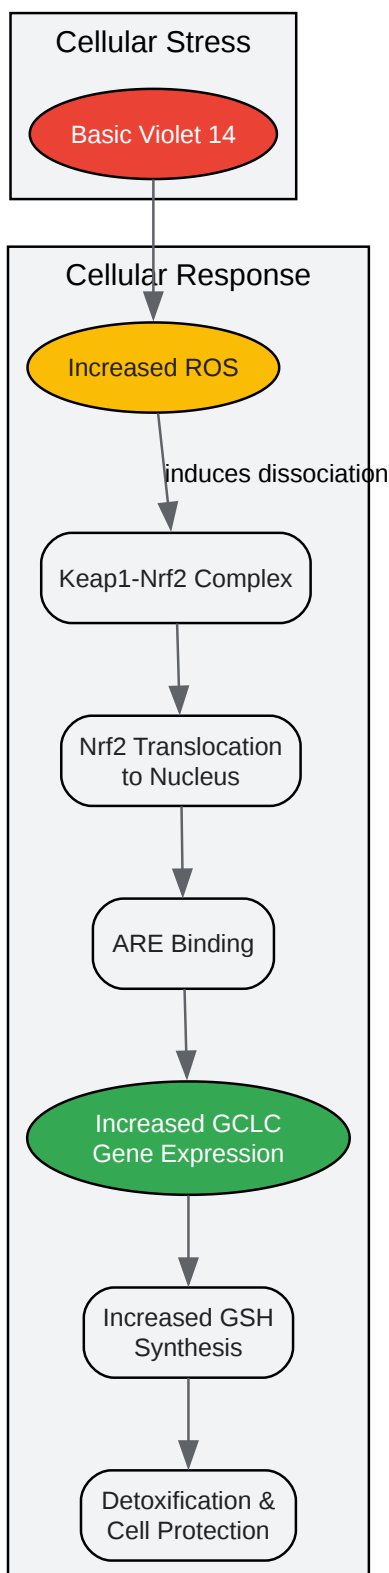 Cellular Stress
Basic Violet 14
Cellular Response
Increased ROS
induces dissociation
Keap1-Nrf2 Complex
Nrf2 Translocation
to Nucleus
ARE Binding
Increased GCLC
Gene Expression
Increased GSH
Synthesis
Detoxification &
Cell Protection